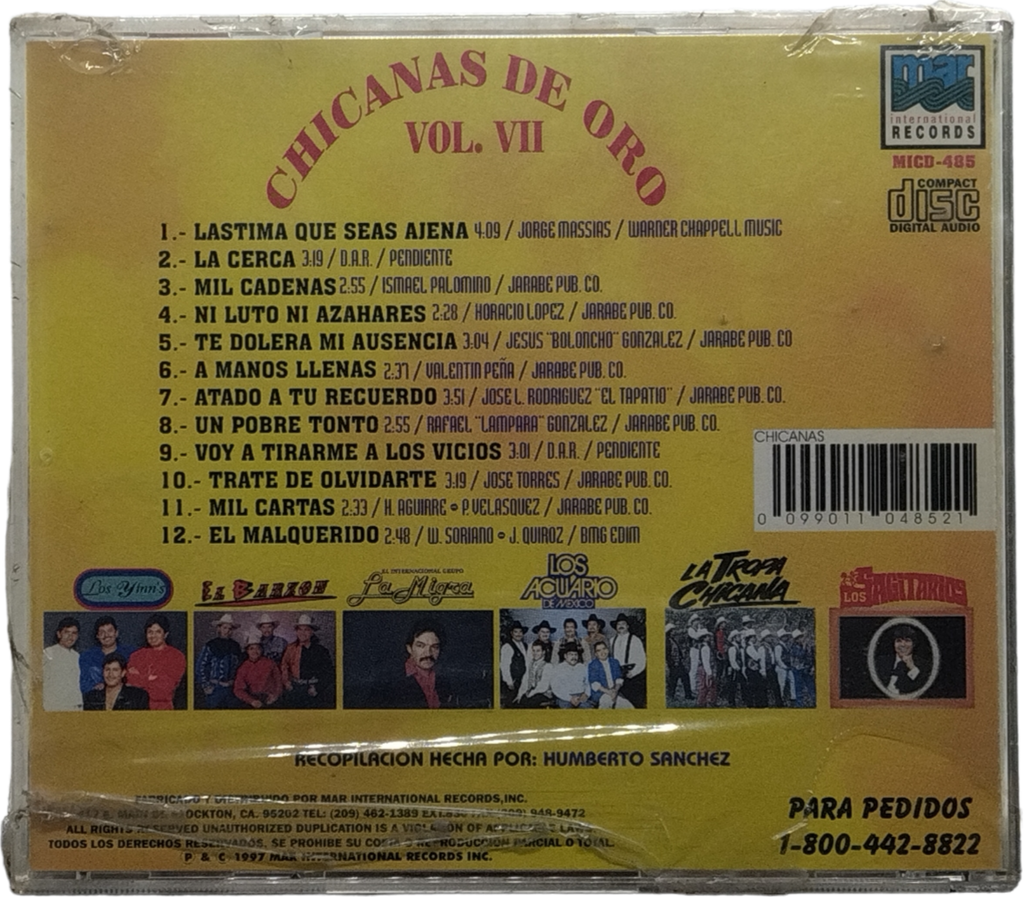 CHICANAS DE ORO
VOL. VII
mar
international
RECORDS
MICD-485
COMPACT
disc
DIGITAL AUDIO
1.- LASTIMA QUE SEAS AJENA 4:09 / JORGE MASSIAS / WARNER CHAPPELL MUSIC
2.- LA CERCA 3:19 / D.A.R. / PENDIENTE
3.- MIL CADENAS 2:55 / ISMAEL PALOMINO / JARABE PUB. CO.
4.- NI LUTO NI AZAHARES 2:28 / HORACIO LOPEZ / JARABE PUB. CO.
5.- TE DOLERA MI AUSENCIA 3:04 / JESUS "BOLONCHO" GONZALEZ / JARABE PUB. CO
6.- A MANOS LLENAS 2:37 / VALENTIN PEÑA / JARABE PUB. CO.
7.- ATADO A TU RECUERDO 3:51 / JOSE L. RODRIGUEZ "EL TAPATIO" / JARABE PUB. CO.
8.- UN POBRE TONTO 2:55 / RAFAEL "LAMPARA" GONZALEZ / JARABE PUB. CO.
9.- VOY A TIRARME A LOS VICIOS 3:01 / D.A.R. / PENDIENTE
10.- TRATE DE OLVIDARTE 3:19 / JOSE TORRES / JARABE PUB. CO.
11.- MIL CARTAS 2:33 / H. AGUIRRE • P. VELASQUEZ / JARABE PUB. CO.
12.- EL MALQUERIDO 2:48 / W. SORIANO • J. QUIROZ / BMG EDIM
CHICANAS
0 099011 048521
Los Yinn's
EL BARZON
EL INTERNACIONAL GRUPO
La Migra
LOS
ACUARIO
DE MEXICO
LA TROPA
CHICANA
LOS SAGITARIOS
RECOPILACION HECHA POR: HUMBERTO SANCHEZ
FABRICADO Y DISTRIBUIDO POR MAR INTERNATIONAL RECORDS, INC.
STOCKTON, CA. 95202 TEL: (209) 462-1389 948-9472
ALL RIGHTS RESERVED UNAUTHORIZED DUPLICATION IS A VIOLATION OF APPLICABLE LAWS
TODOS LOS DERECHOS RESERVADOS, SE PROHIBE SU COPIA O REPRODUCCION PARCIAL O TOTAL.
P & C 1997 MAR INTERNATIONAL RECORDS INC.
PARA PEDIDOS
1-800-442-8822